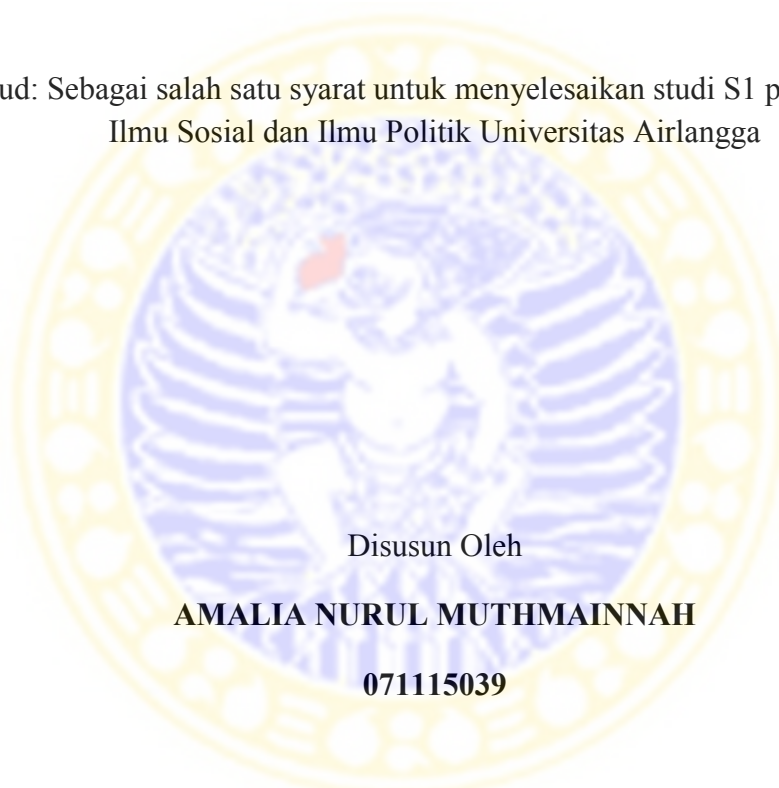 ud: Sebagai salah satu syarat untuk menyelesaikan studi S1 p
Ilmu Sosial dan Ilmu Politik Universitas Airlangga
Disusun Oleh
AMALIA NURUL MUTHMAINNAH
071115039